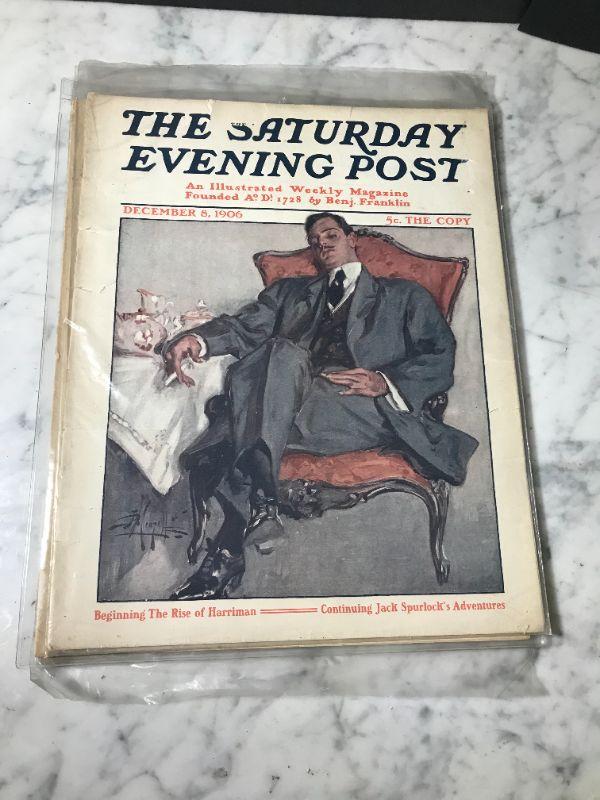 THE SATURDAY
EVENING POST
An Illustrated Weekly Magazine
Founded Aº Dⁱ 1728 by Benj. Franklin
DECEMBER 8, 1906
5c. THE COPY
Beginning The Rise of Harriman
Continuing Jack Spurlock's Adventures